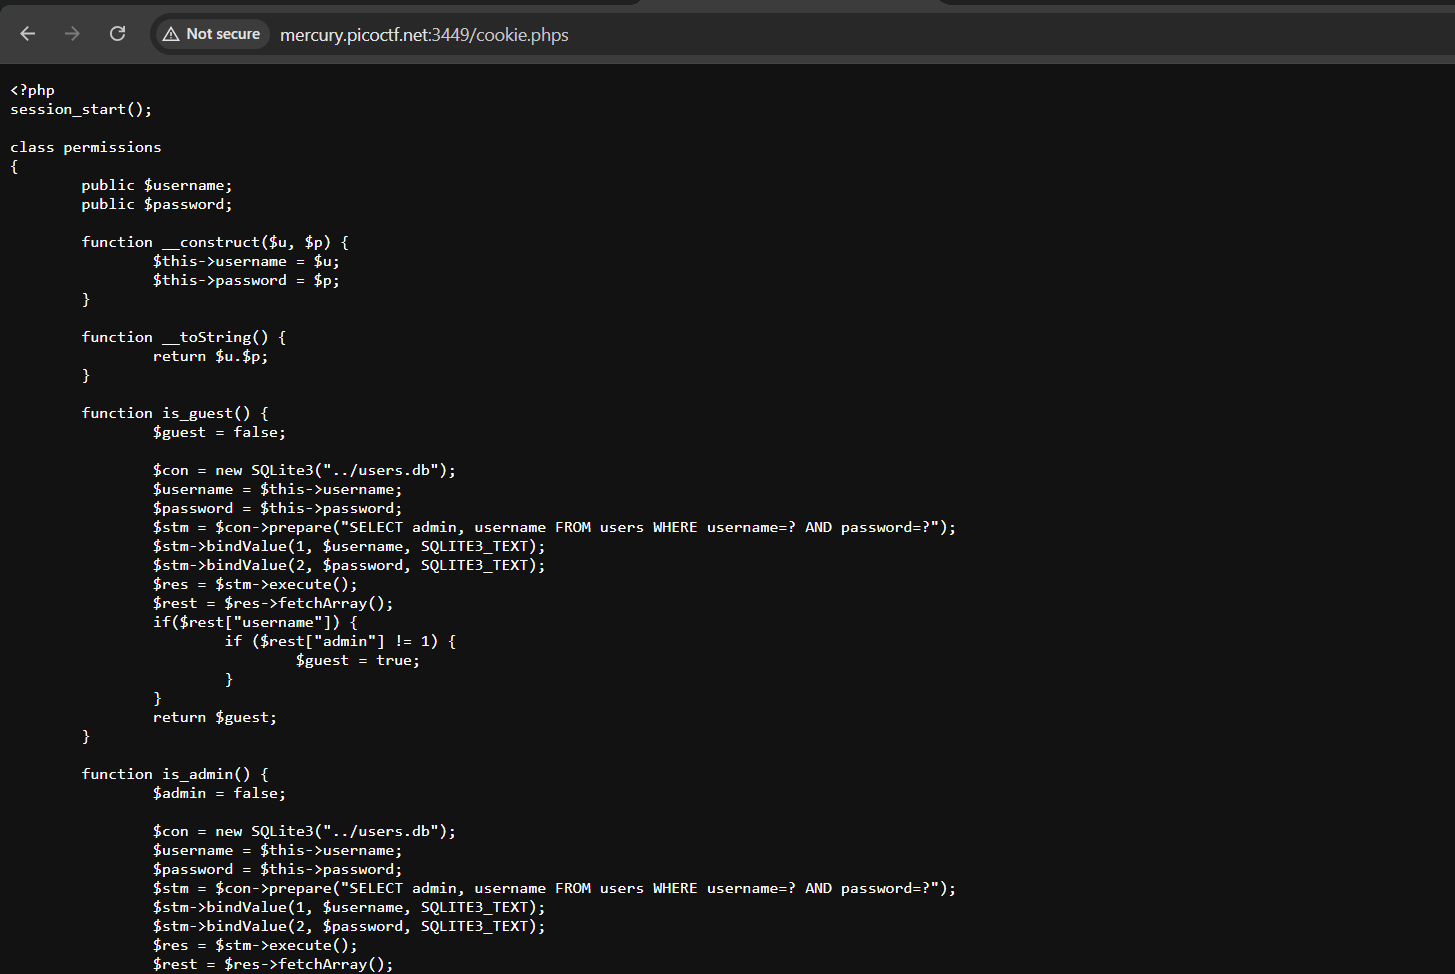 Not secure mercury.picoctf.net:3449/cookie.phps
<?php
session_start();
class permissions
{
public $username;
public $password;
function __construct($u, $p) {
$this->username = $u;
$this->password = $p;
}
function __toString() {
return $u.$p;
}
function is_guest() {
$guest = false;
$con = new SQLite3("../users.db");
$username = $this->username;
$password = $this->password;
$stm = $con->prepare("SELECT admin, username FROM users WHERE username=? AND password=?");
$stm->bindValue(1, $username, SQLITE3_TEXT);
$stm->bindValue(2, $password, SQLITE3_TEXT);
$res = $stm->execute();
$rest = $res->fetchArray();
if($rest["username"]) {
if ($rest["admin"] != 1) {
$guest = true;
}
}
return $guest;
}
function is_admin() {
$admin = false;
$con = new SQLite3("../users.db");
$username = $this->username;
$password = $this->password;
$stm = $con->prepare("SELECT admin, username FROM users WHERE username=? AND password=?");
$stm->bindValue(1, $username, SQLITE3_TEXT);
$stm->bindValue(2, $password, SQLITE3_TEXT);
$res = $stm->execute();
$rest = $res->fetchArray();